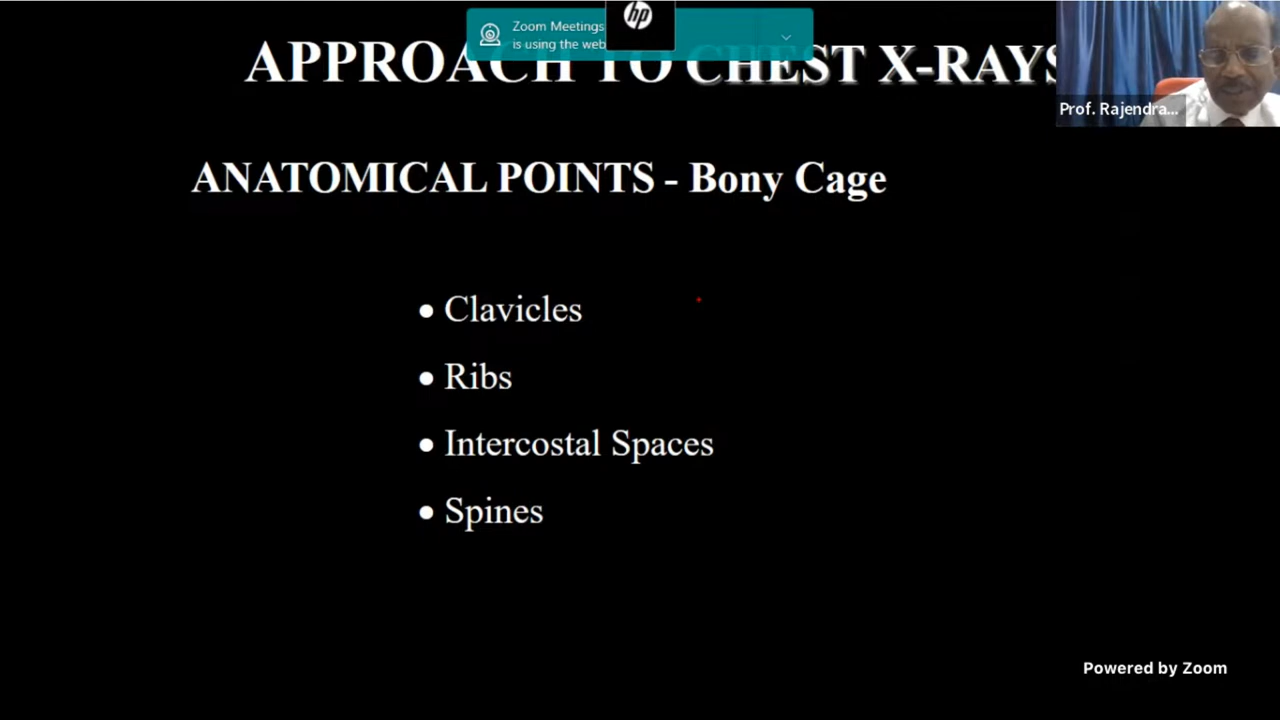 Zoom Meetings
is using the web
hp
APPROACH TO CHEST X-RAYS
Prof. Rajendra...
ANATOMICAL POINTS - Bony Cage
• Clavicles
• Ribs
• Intercostal Spaces
• Spines
Powered by Zoom